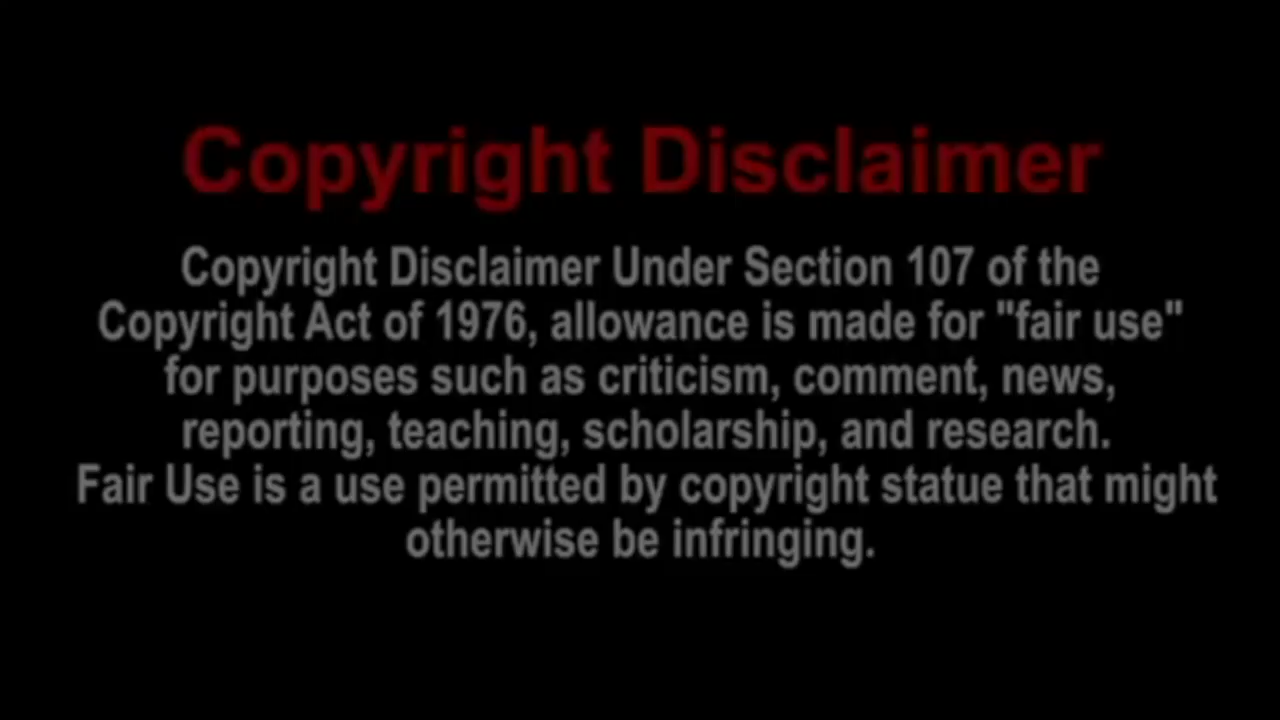 Copyright Disclaimer
Copyright Disclaimer Under Section 107 of the
Copyright Act of 1976, allowance is made for "fair use"
for purposes such as criticism, comment, news,
reporting, teaching, scholarship, and research.
Fair Use is a use permitted by copyright statue that might
otherwise be infringing.